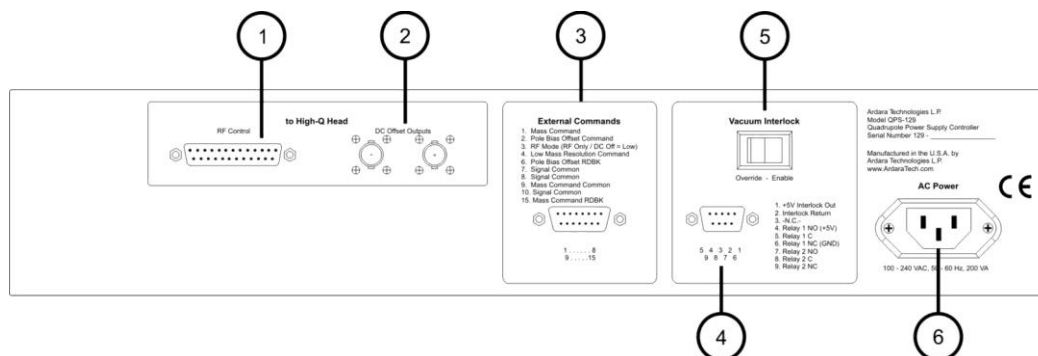 1
2
3
5
to High-Q Head
RF Control
DC Offset Outputs
External Commands
1. Mass Command
2. Pole Bias Offset Command
3. RF Mode (RF Only / DC Off = Low)
4. Low Mass Resolution Command
6. Pole Bias Offset RDBK
7. Signal Common
8. Signal Common
9. Mass Command Common
10. Signal Common
15. Mass Command RDBK
1 . . . . . . 8
9 . . . . .15
Vacuum Interlock
Override - Enable
5 4 3 2 1
9 8 7 6
1. +5V Interlock Out
2. Interlock Return
3. -N.C.-
4. Relay 1 NO (+5V)
5. Relay 1 C
6. Relay 1 NC (GND)
7. Relay 2 NO
8. Relay 2 C
9. Relay 2 NC
Ardara Technologies L.P.
Model QPS-129
Quadrupole Power Supply Controller
Serial Number 129 - ________________
Manufactured in the U.S.A. by
Ardara Technologies L.P.
www.ArdaraTech.com
AC Power
CE
100 - 240 VAC, 50 - 60 Hz, 200 VA
4
6